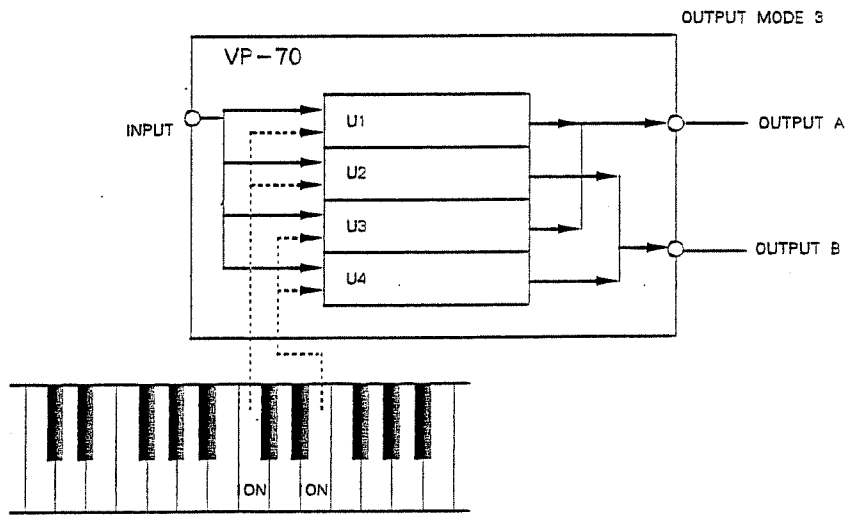 OUTPUT MODE 3
VP-70
INPUT
U1
U2
U3
U4
OUTPUT A
OUTPUT B
ON
ON